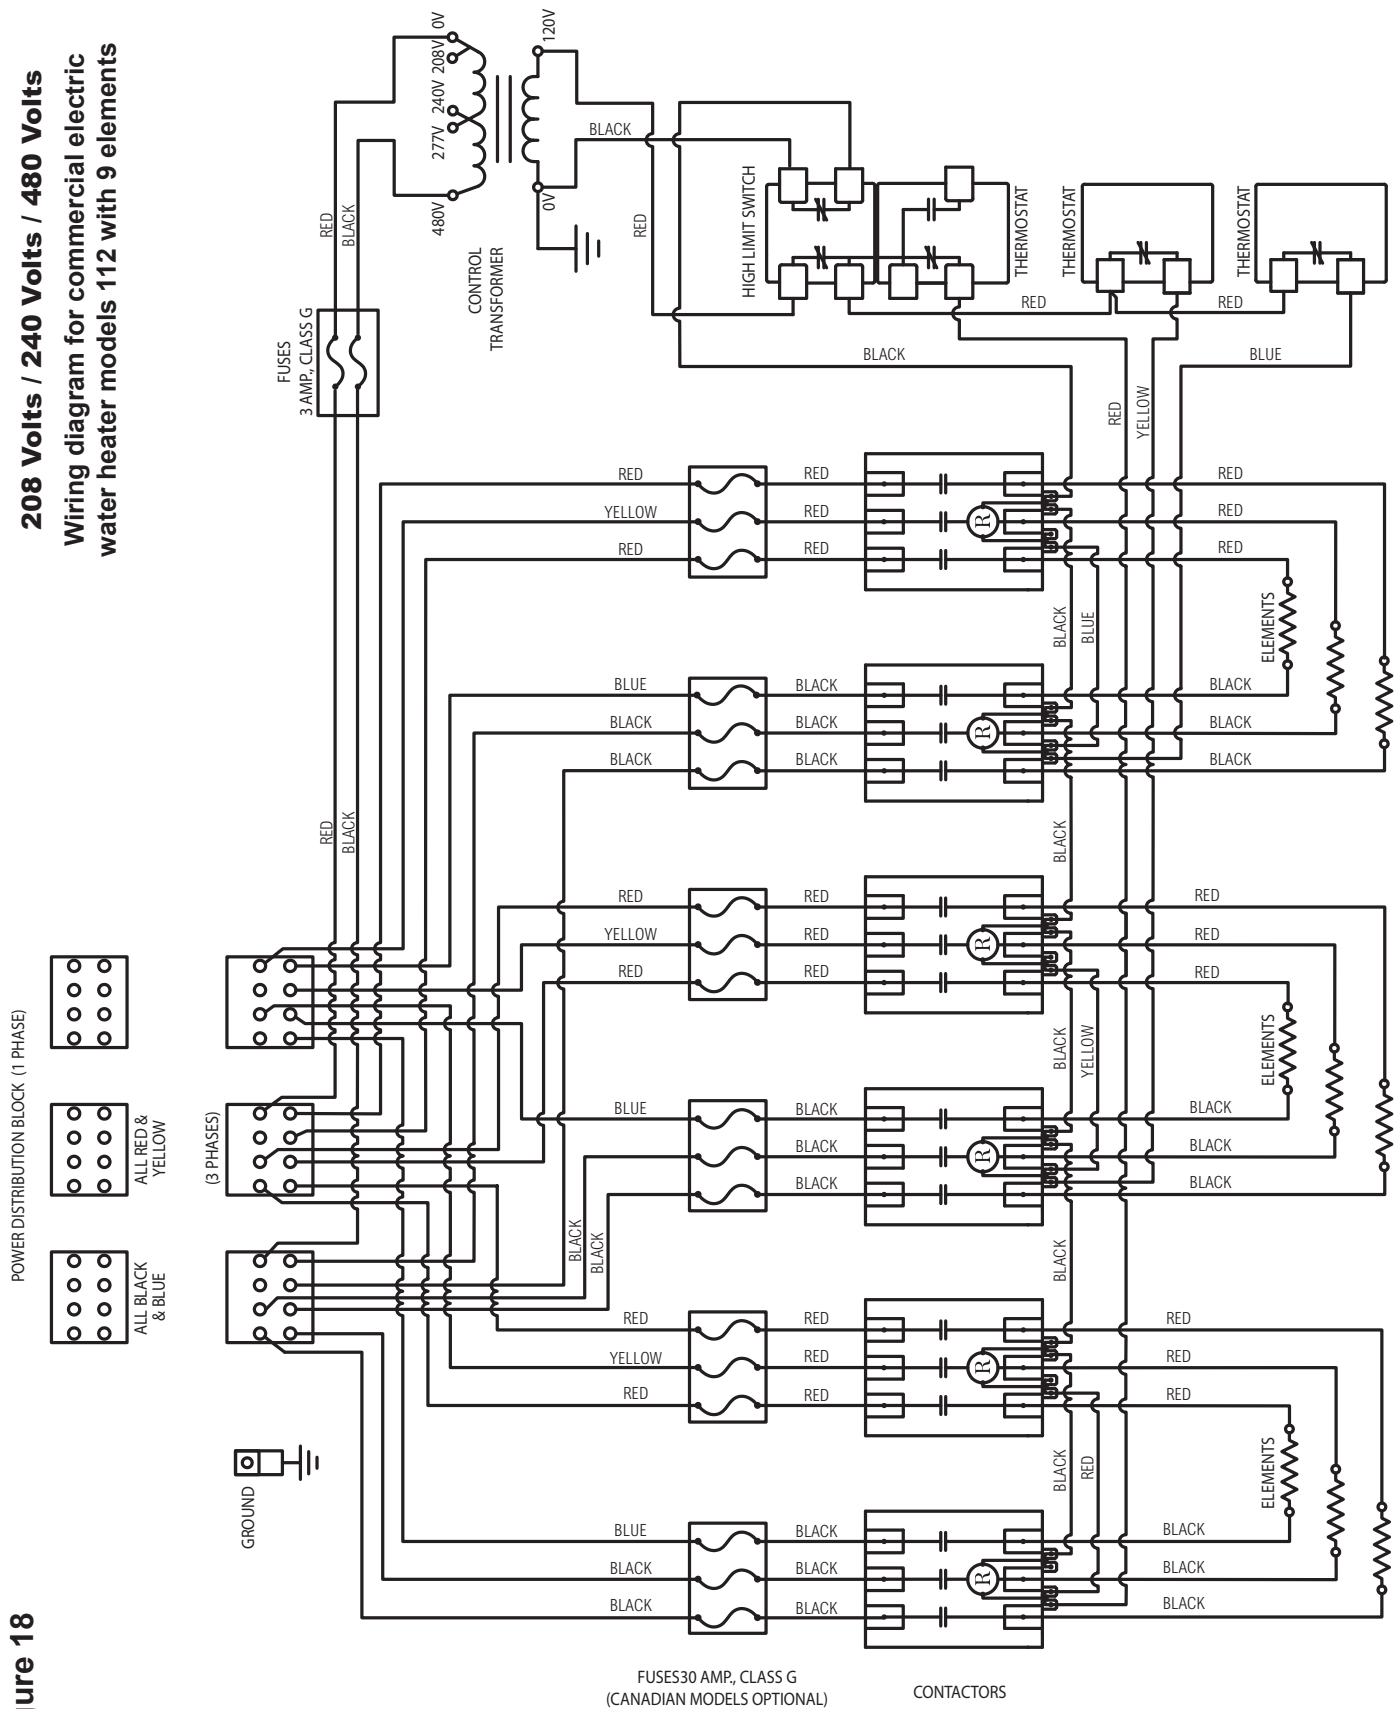 208 Volts / 240 Volts / 480 Volts
Wiring diagram for commercial electric
water heater models 112 with 9 elements
0V
208V
240V
277V
480V
120V
0V
CONTROL
TRANSFORMER
RED
BLACK
FUSES
3 AMP., CLASS G
BLACK
RED
HIGH LIMIT SWITCH
THERMOSTAT
THERMOSTAT
THERMOSTAT
RED
RED
BLACK
BLUE
RED
YELLOW
RED
RED
RED
YELLOW
RED
RED
RED
RED
RED
R
BLACK
BLUE
ELEMENTS
BLUE
BLACK
BLACK
BLACK
BLACK
BLACK
BLACK
BLACK
BLACK
R
RED
BLACK
BLACK
RED
RED
RED
YELLOW
RED
RED
RED
RED
RED
R
POWER DISTRIBUTION BLOCK (1 PHASE)
ALL RED &
YELLOW
(3 PHASES)
BLACK
YELLOW
ELEMENTS
BLUE
BLACK
BLACK
BLACK
BLACK
BLACK
BLACK
BLACK
BLACK
R
ALL BLACK
& BLUE
BLACK
BLACK
BLACK
RED
RED
RED
YELLOW
RED
RED
RED
RED
RED
R
GROUND
BLACK
RED
ELEMENTS
BLUE
BLACK
BLACK
BLACK
BLACK
BLACK
BLACK
BLACK
BLACK
R
gure 18
FUSES30 AMP., CLASS G
(CANADIAN MODELS OPTIONAL)
CONTACTORS